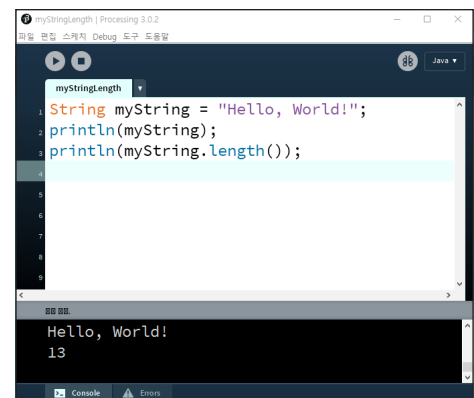 myStringLength | Processing 3.0.2
파일 편집 스케치 Debug 도구 도움말
Java ▼
myStringLength ▼
1 String myString = "Hello, World!";
2 println(myString);
3 println(myString.length());
4
5
6
7
8
9
Hello, World!
13
Console Errors